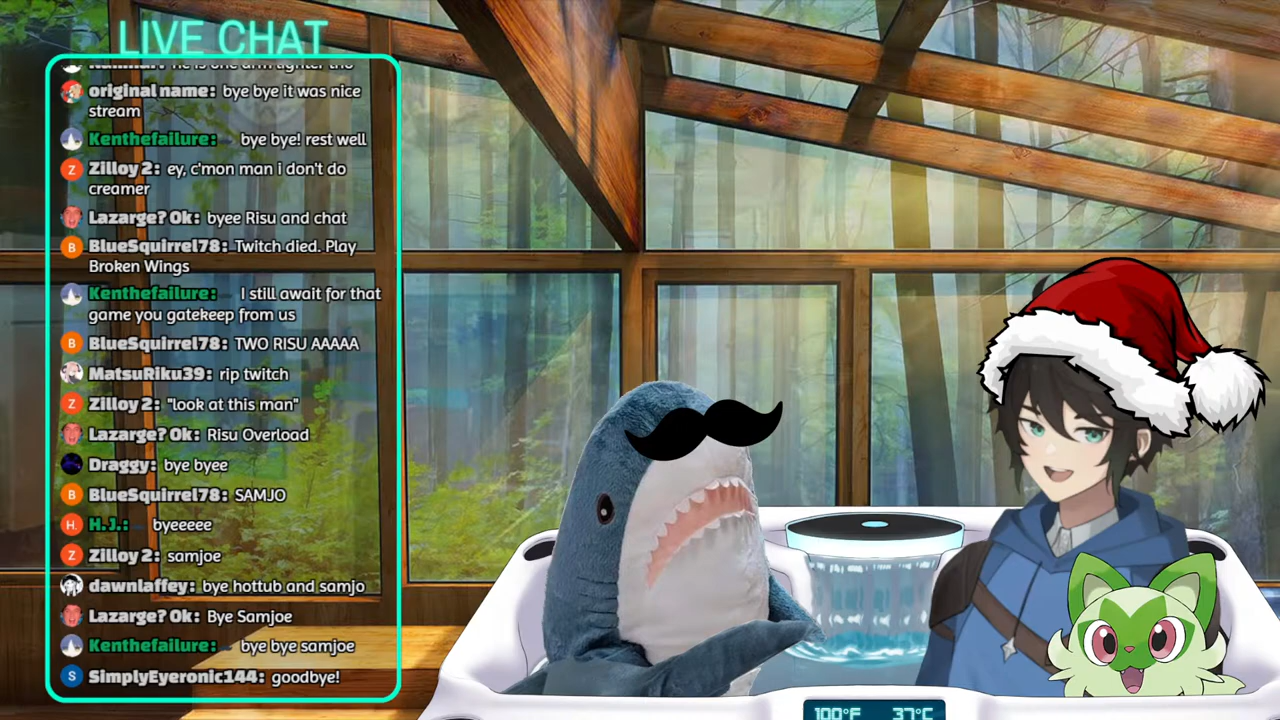 LIVE CHAT
original name: bye bye it was nice
stream
Kenthefailure: bye bye! rest well
Zilloy 2: ey, c'mon man i don't do
creamer
Lazarge? Ok: byee Risu and chat
BlueSquirrel78: Twitch died. Play
Broken Wings
Kenthefailure: I still await for that
game you gatekeep from us
BlueSquirrel78: TWO RISU AAAAA
MatsuRiku39: rip twitch
Zilloy 2: "look at this man"
Lazarge? Ok: Risu Overload
Draggy: bye byee
BlueSquirrel78: SAMJO
H.J.: byeeeee
Zilloy 2: samjoe
dawnlaffey: bye hottub and samjo
Lazarge? Ok: Bye Samjoe
Kenthefailure: bye bye samjoe
SimplyEyeronic144: goodbye!
100°F 37°C